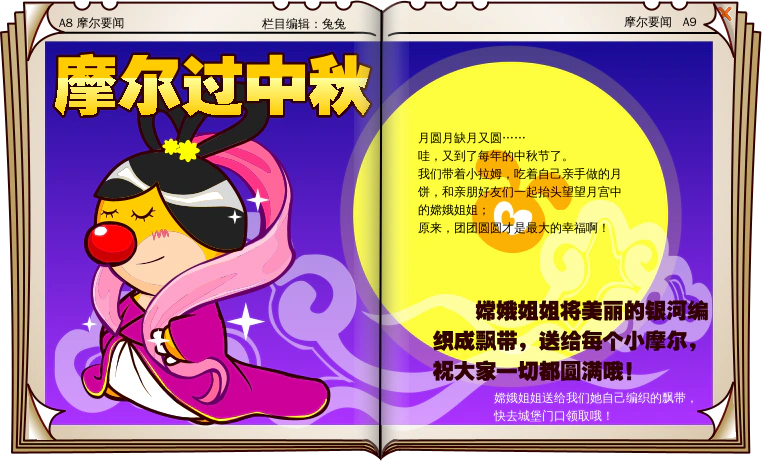 A8 摩尔要闻
栏目编辑：兔兔
摩尔要闻 A9
摩尔过中秋
月圆月缺月又圆……
哇，又到了每年的中秋节了。
我们带着小拉姆，吃着自己亲手做的月
饼，和亲朋好友们一起抬头望望月宫中
的嫦娥姐姐；
原来，团团圆圆才是最大的幸福啊！
嫦娥姐姐将美丽的银河编
织成飘带，送给每个小摩尔，
祝大家一切都圆满哦！
嫦娥姐姐送给我们她自己编织的飘带，
快去城堡门口领取哦！